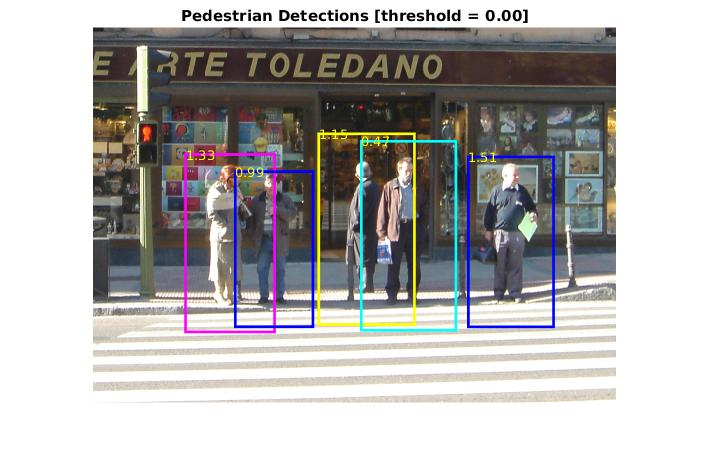 Pedestrian Detections [threshold = 0.00]
E ARTE TOLEDANO
1.15
0.47
1.33
1.51
0.99